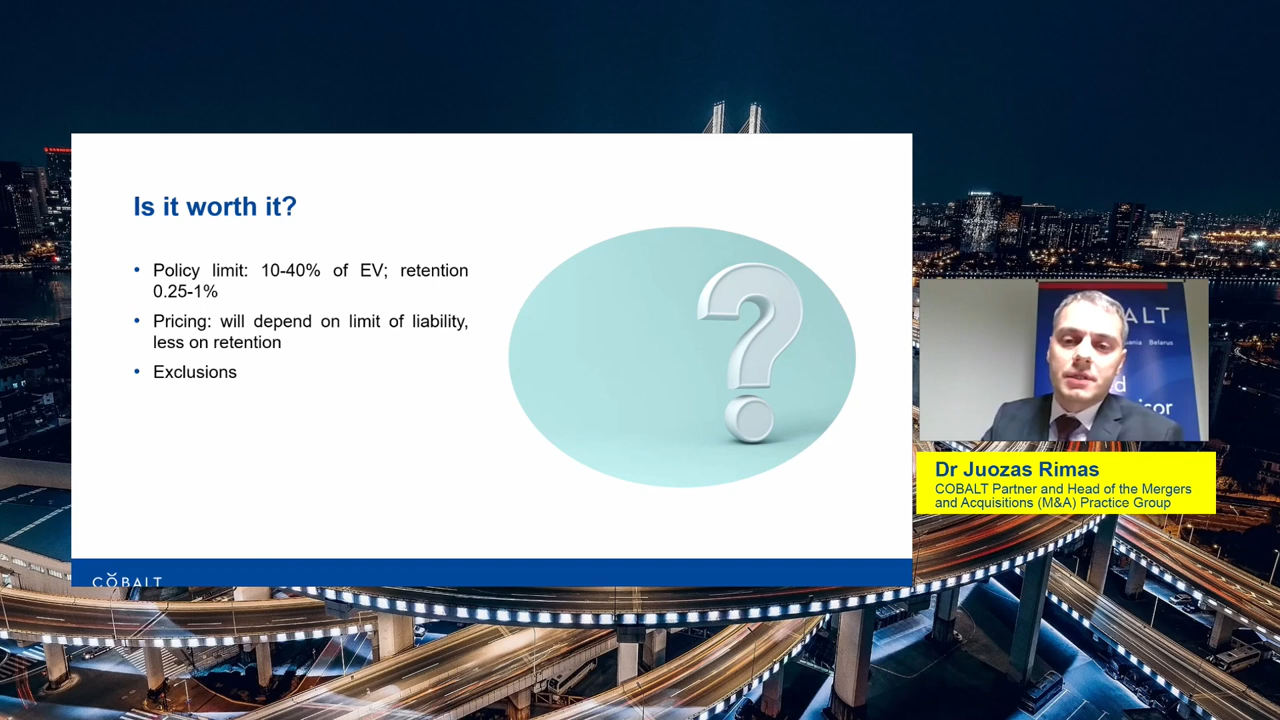 Is it worth it?
• Policy limit: 10-40% of EV; retention
0.25-1%
• Pricing: will depend on limit of liability,
less on retention
• Exclusions
COBALT
ALT
Belarus
Dr Juozas Rimas
COBALT Partner and Head of the Mergers
and Acquisitions (M&A) Practice Group